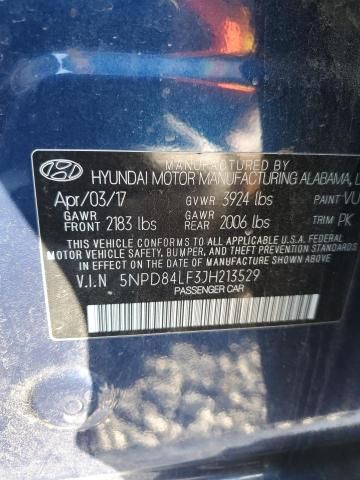 MANUFACTURED BY
HYUNDAI MOTOR MANUFACTURING ALABAMA, L
Apr/03/17 GVWR 3924 lbs PAINT VU
GAWR FRONT 2183 lbs GAWR REAR 2006 lbs TRIM PK
THIS VEHICLE CONFORMS TO ALL APPLICABLE U.S. FEDERAL
MOTOR VEHICLE SAFETY, BUMPER, AND THEFT PREVENTION
STANDARDS IN EFFECT ON THE DATE OF MANUFACTURE
SHOWN ABOVE.
V.I.N 5NPD84LF3JH213529
PASSENGER CAR